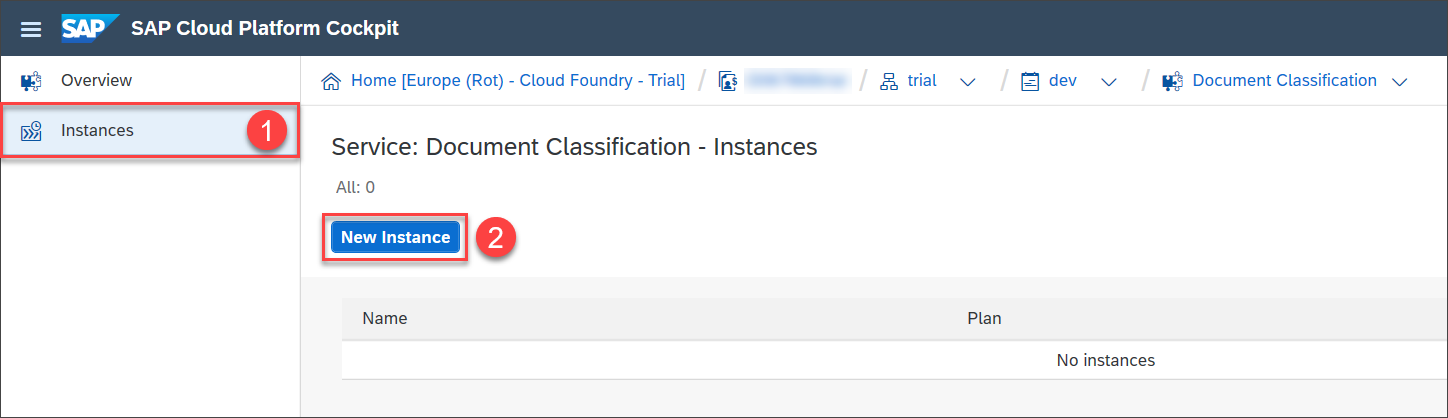 SAP SAP Cloud Platform Cockpit
Overview
Home [Europe (Rot) - Cloud Foundry - Trial] / / trial / dev / Document Classification
Instances 1
Service: Document Classification - Instances
All: 0
New Instance 2
Name Plan
No instances